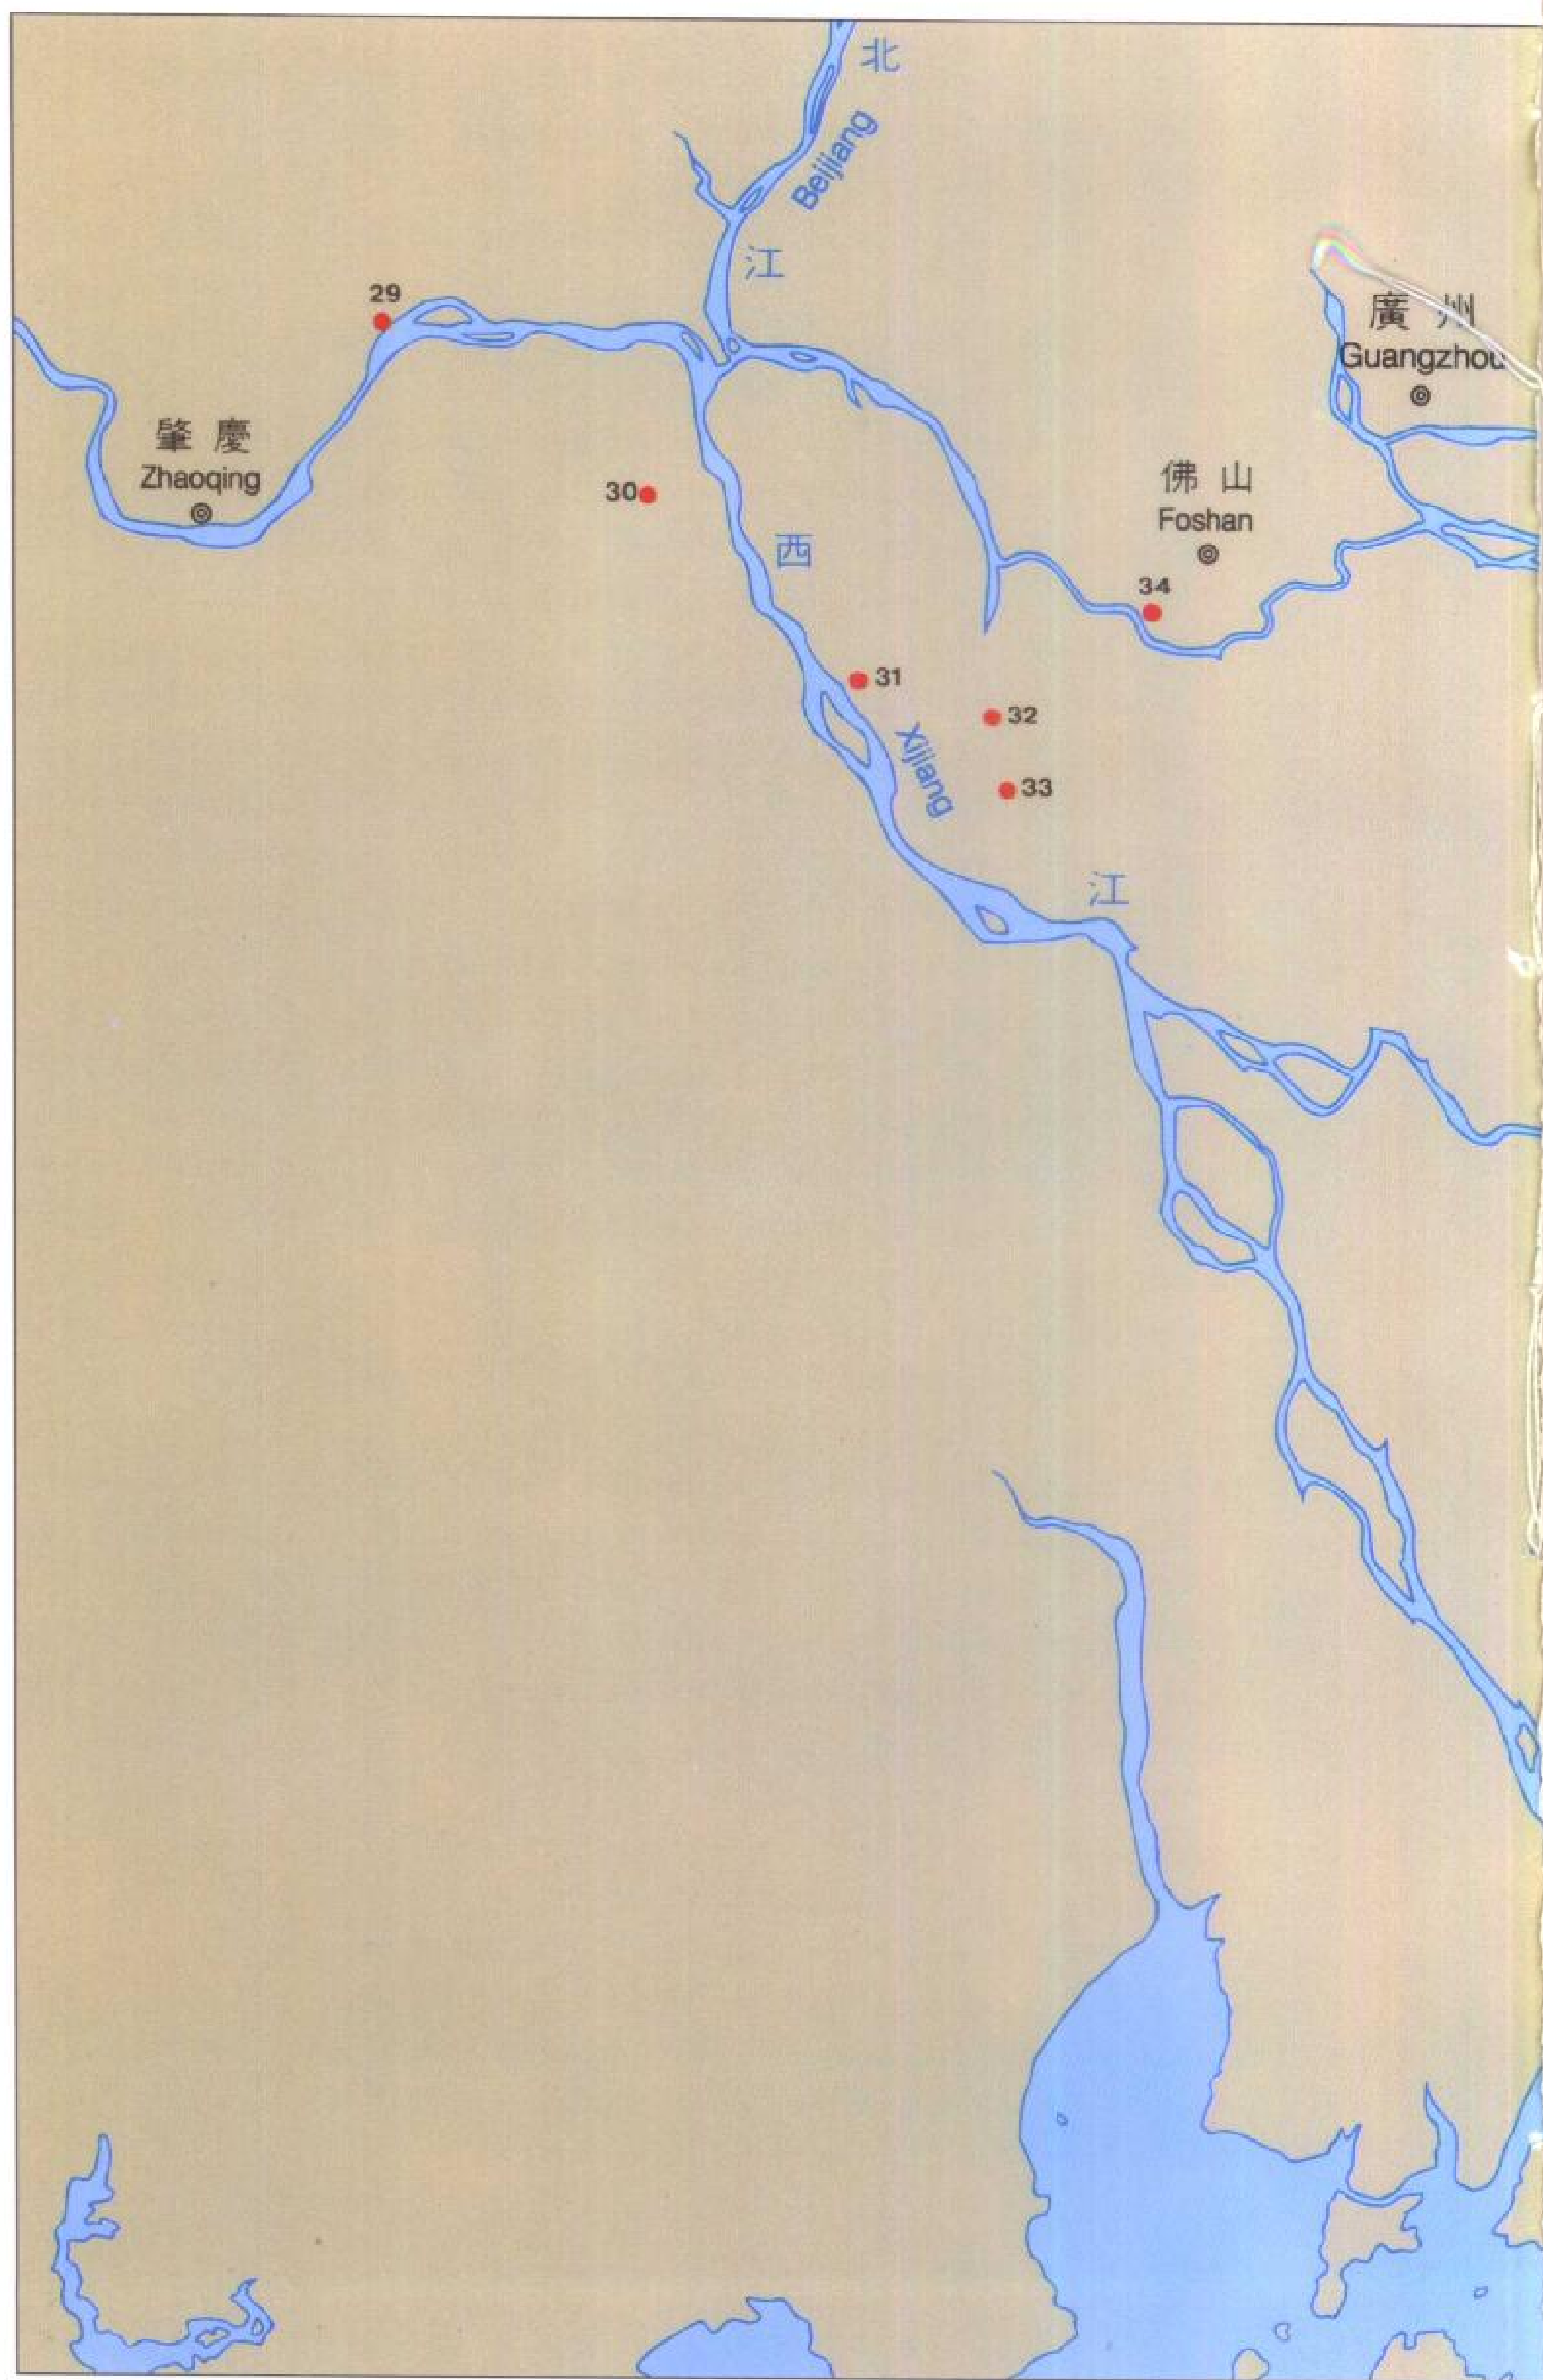 北
Beijiang
江
29
廣州
Guangzhou
肇慶
Zhaoqing
30
佛山
Foshan
西
34
31
32
Xijiang
33
江